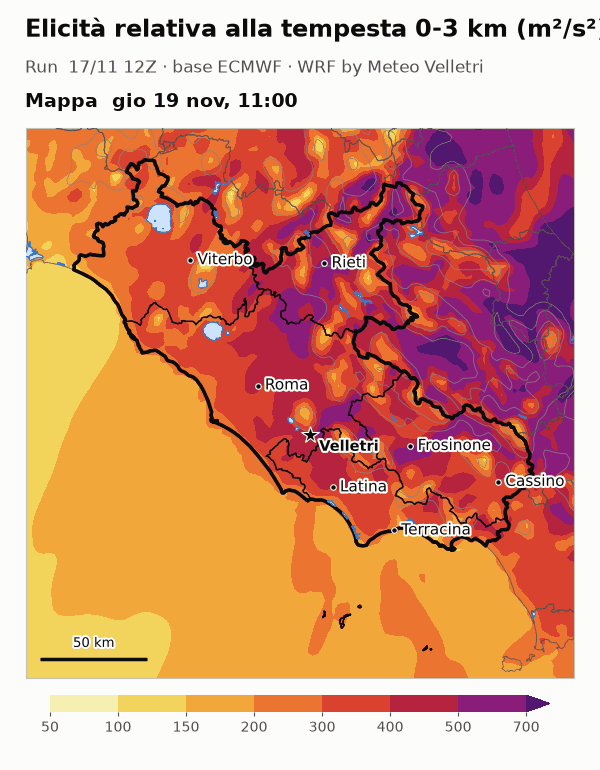 Elicità relativa alla tempesta 0-3 km (m²/s²)
Run 17/11 12Z · base ECMWF · WRF by Meteo Velletri
Mappa gio 19 nov, 11:00
Viterbo
Rieti
Roma
Velletri
Frosinone
Cassino
Latina
Terracina
50 km
50 100 150 200 300 400 500 700